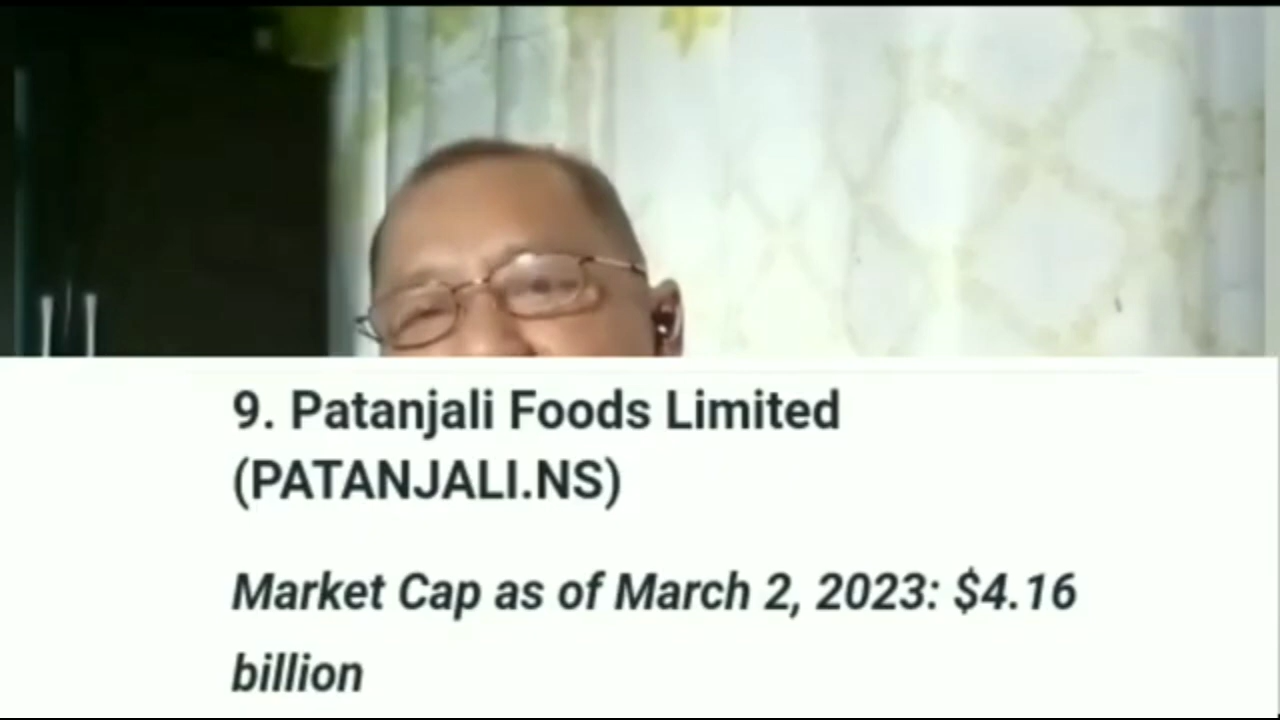 9. Patanjali Foods Limited
(PATANJALI.NS)
Market Cap as of March 2, 2023: $4.16
billion